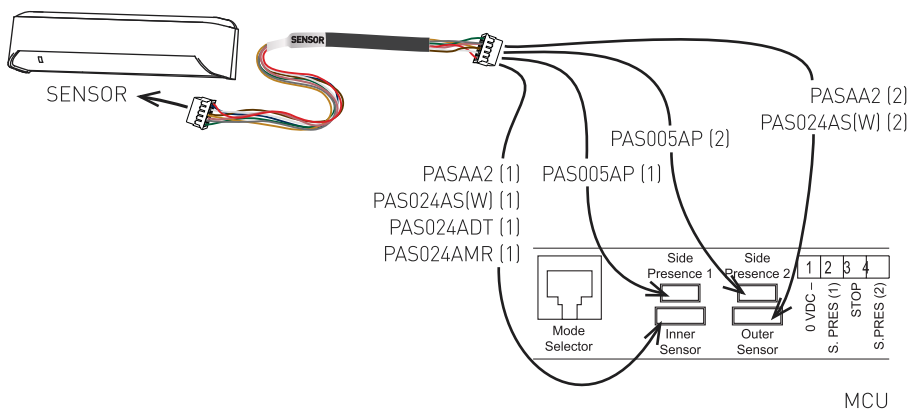 SENSOR
SENSOR
PASAA2 (2)
PAS024AS(W) (2)
PAS005AP (2)
PASAA2 (1)
PAS005AP (1)
PAS024AS(W) (1)
PAS024ADT (1)
PAS024AMR (1)
Side
Presence 1
Side
Presence 2
1 2 3 4
0 VDC –
S. PRES (1)
STOP
S.PRES (2)
Mode
Selector
Inner
Sensor
Outer
Sensor
MCU